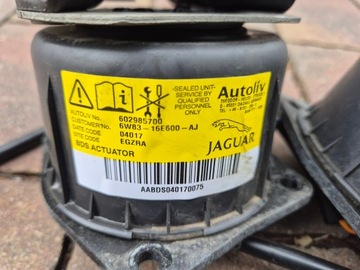 -SEALED UNIT-
SERVICE BY
QUALIFIED
PERSONNEL
ONLY
Autoliv
AUTOLIV NO. 602985700
CUSTOMER NO. 6W83-16E600-AJ
DATE CODE 04017
SITE CODE EGZRA
BDS ACTUATOR
JAGUAR
AABDS040170075